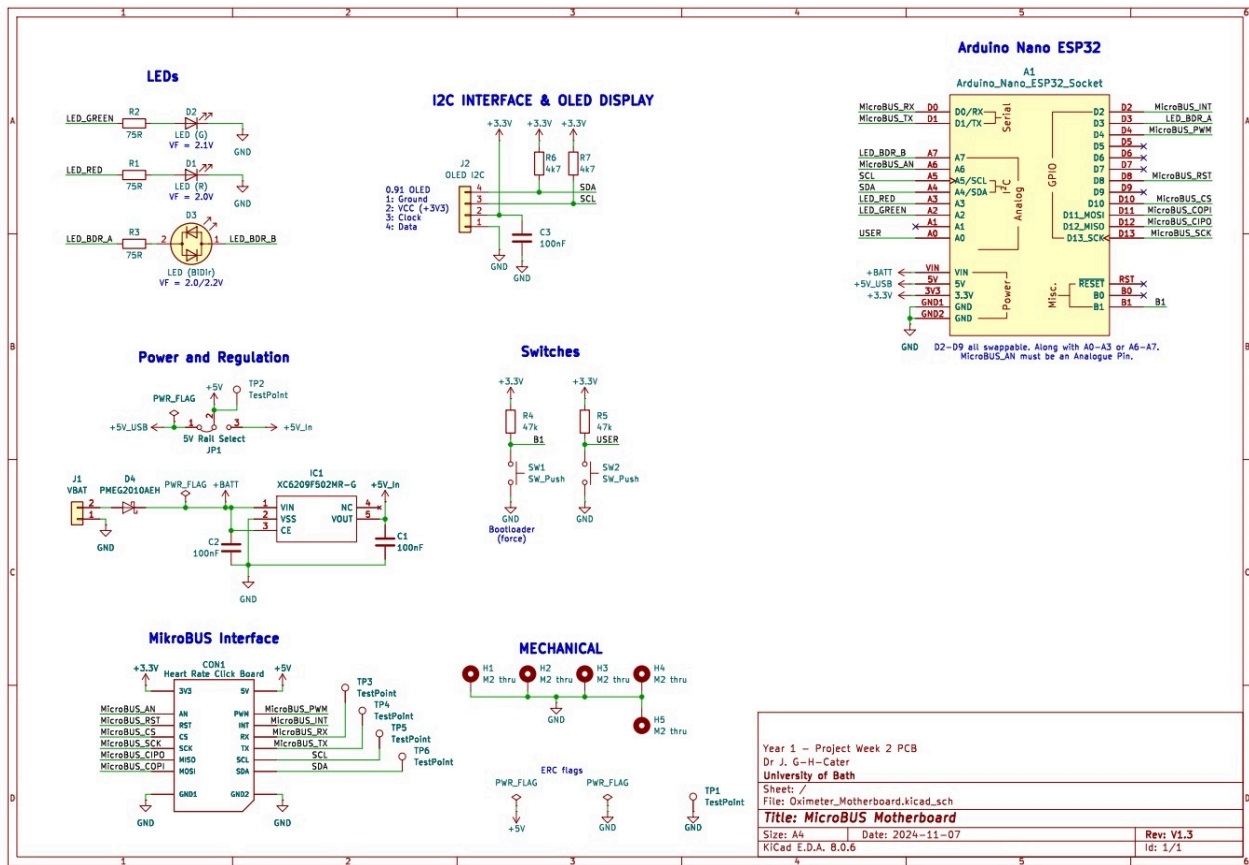 1 2 3 4 5 6
A
B
C
D
LEDs
LED_GREEN
R2
75R
D2
LED (G)
VF = 2.1V
GND
LED_RED
R1
75R
D1
LED (R)
VF = 2.0V
GND
LED_BDR_A
R3
75R
D3
2 1
LED_BDR_B
LED (BiDir)
VF = 2.0/2.2V
I2C INTERFACE & OLED DISPLAY
+3.3V +3.3V +3.3V
J2
OLED I2C
R6
4k7
R7
4k7
0.91 OLED
1: Ground
2: VCC (+3V3)
3: Clock
4: Data
4
3
2
1
SDA
SCL
C3
100nF
GND
GND
Arduino Nano ESP32
A1
Arduino_Nano_ESP32_Socket
MicroBUS_RX D0 D0/RX
MicroBUS_TX D1 D1/TX
Serial
LED_BDR_B A7 A7
MicroBUS_AN A6 A6
SCL A5 A5/SCL
SDA A4 A4/SDA
I²C
LED_RED A3 A3
LED_GREEN A2 A2
A1 A1
USER A0 A0
Analog
+BATT VIN VIN
+5V_USB 5V 5V
+3.3V 3V3 3.3V
GND1 GND
GND2 GND
Power
GND
GPIO
D2 D2 MicroBUS_INT
D3 D3 LED_BDR_A
D4 D4 MicroBUS_PWM
D5 D5
D6 D6
D7 D7
D8 D8 MicroBUS_RST
D9 D9
D10 D10 MicroBUS_CS
D11_MOSI D11 MicroBUS_COPI
D12_MISO D12 MicroBUS_CIPO
D13_SCK D13 MicroBUS_SCK
Misc.
RESET RST
B0 B0
B1 B1 B1
D2-D9 all swappable. Along with A0-A3 or A6-A7.
MicroBUS_AN must be an Analogue Pin.
Power and Regulation
PWR_FLAG
+5V
TP2
TestPoint
+5V_USB
1 2 3
+5V_In
5V Rail Select
JP1
J1
VBAT
2
1
GND
D4
PMEG2010AEH
PWR_FLAG
+BATT
IC1
XC6209F502MR-G
1 VIN
2 VSS
3 CE
NC 4
VOUT 5
+5V_In
C2
100nF
C1
100nF
GND
Switches
+3.3V +3.3V
R4
47k
R5
47k
B1
USER
SW1
SW_Push
SW2
SW_Push
GND GND
Bootloader
(force)
MikroBUS Interface
+3.3V
CON1
Heart Rate Click Board
+5V
3V3 5V
MicroBUS_AN AN PWM MicroBUS_PWM
MicroBUS_RST RST INT MicroBUS_INT
MicroBUS_CS CS RX MicroBUS_RX
MicroBUS_SCK SCK TX MicroBUS_TX
MicroBUS_CIPO MISO SCL SCL
MicroBUS_COPI MOSI SDA SDA
GND1 GND2
GND GND
TP3
TestPoint
TP4
TestPoint
TP5
TestPoint
TP6
TestPoint
MECHANICAL
H1
M2 thru
H2
M2 thru
H3
M2 thru
H4
M2 thru
H5
M2 thru
GND
ERC flags
PWR_FLAG
+5V
PWR_FLAG
GND
TP1
TestPoint
GND
Year 1 - Project Week 2 PCB
Dr J. G-H-Cater
University of Bath
Sheet: /
File: Oximeter_Motherboard.kicad_sch
Title: MicroBUS Motherboard
Size: A4 Date: 2024-11-07 Rev: V1.3
KiCad E.D.A. 8.0.6 Id: 1/1
A
B
C
D
1 2 3 4 5 6